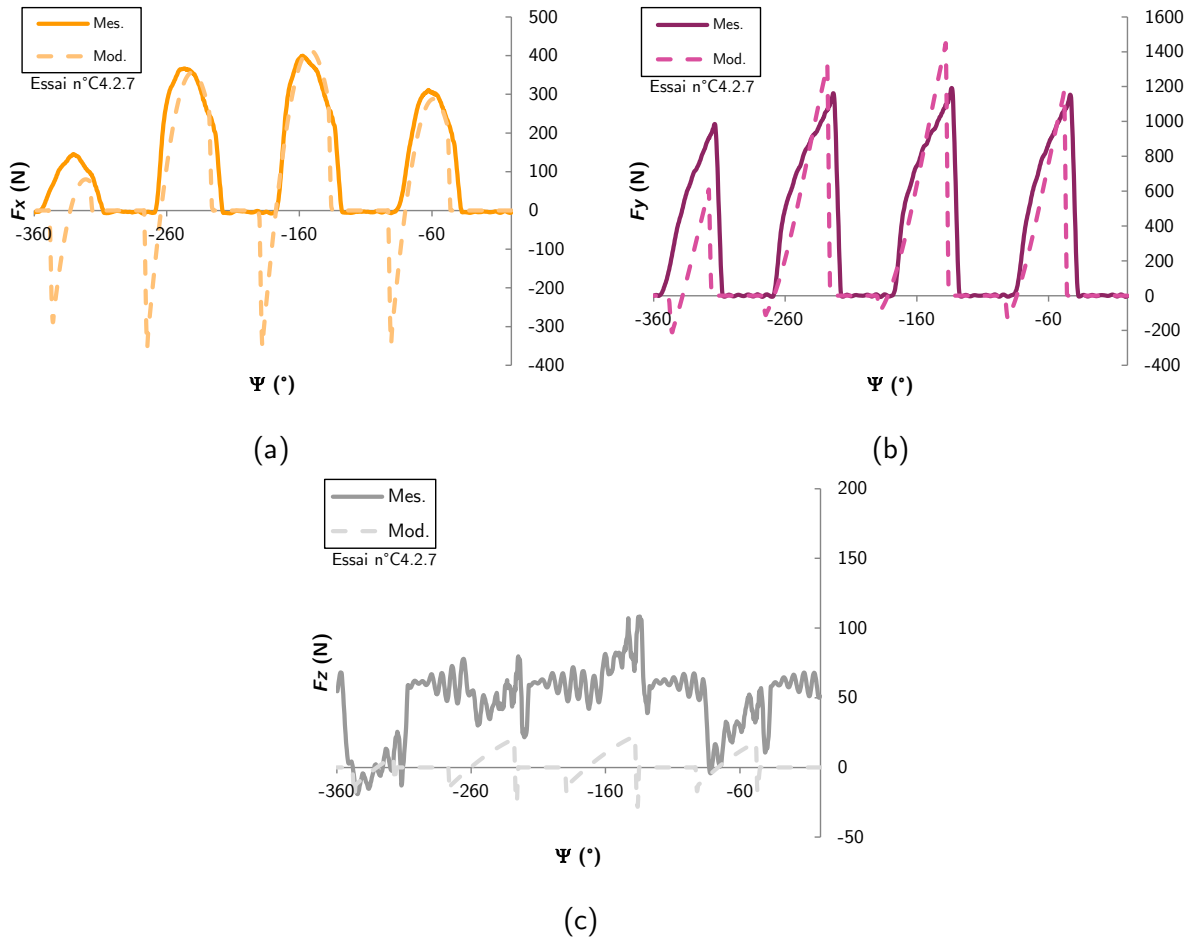 Mes.
Mod.
Essai n°C4.2.7
Fx (N)
500
400
300
200
100
0
-100
-200
-300
-400
-360
-260
-160
-60
Ψ (°)
(a)
Mes.
Mod.
Essai n°C4.2.7
Fy (N)
1600
1400
1200
1000
800
600
400
200
0
-200
-400
-360
-260
-160
-60
Ψ (°)
(b)
Mes.
Mod.
Essai n°C4.2.7
Fz (N)
200
150
100
50
0
-50
-360
-260
-160
-60
Ψ (°)
(c)